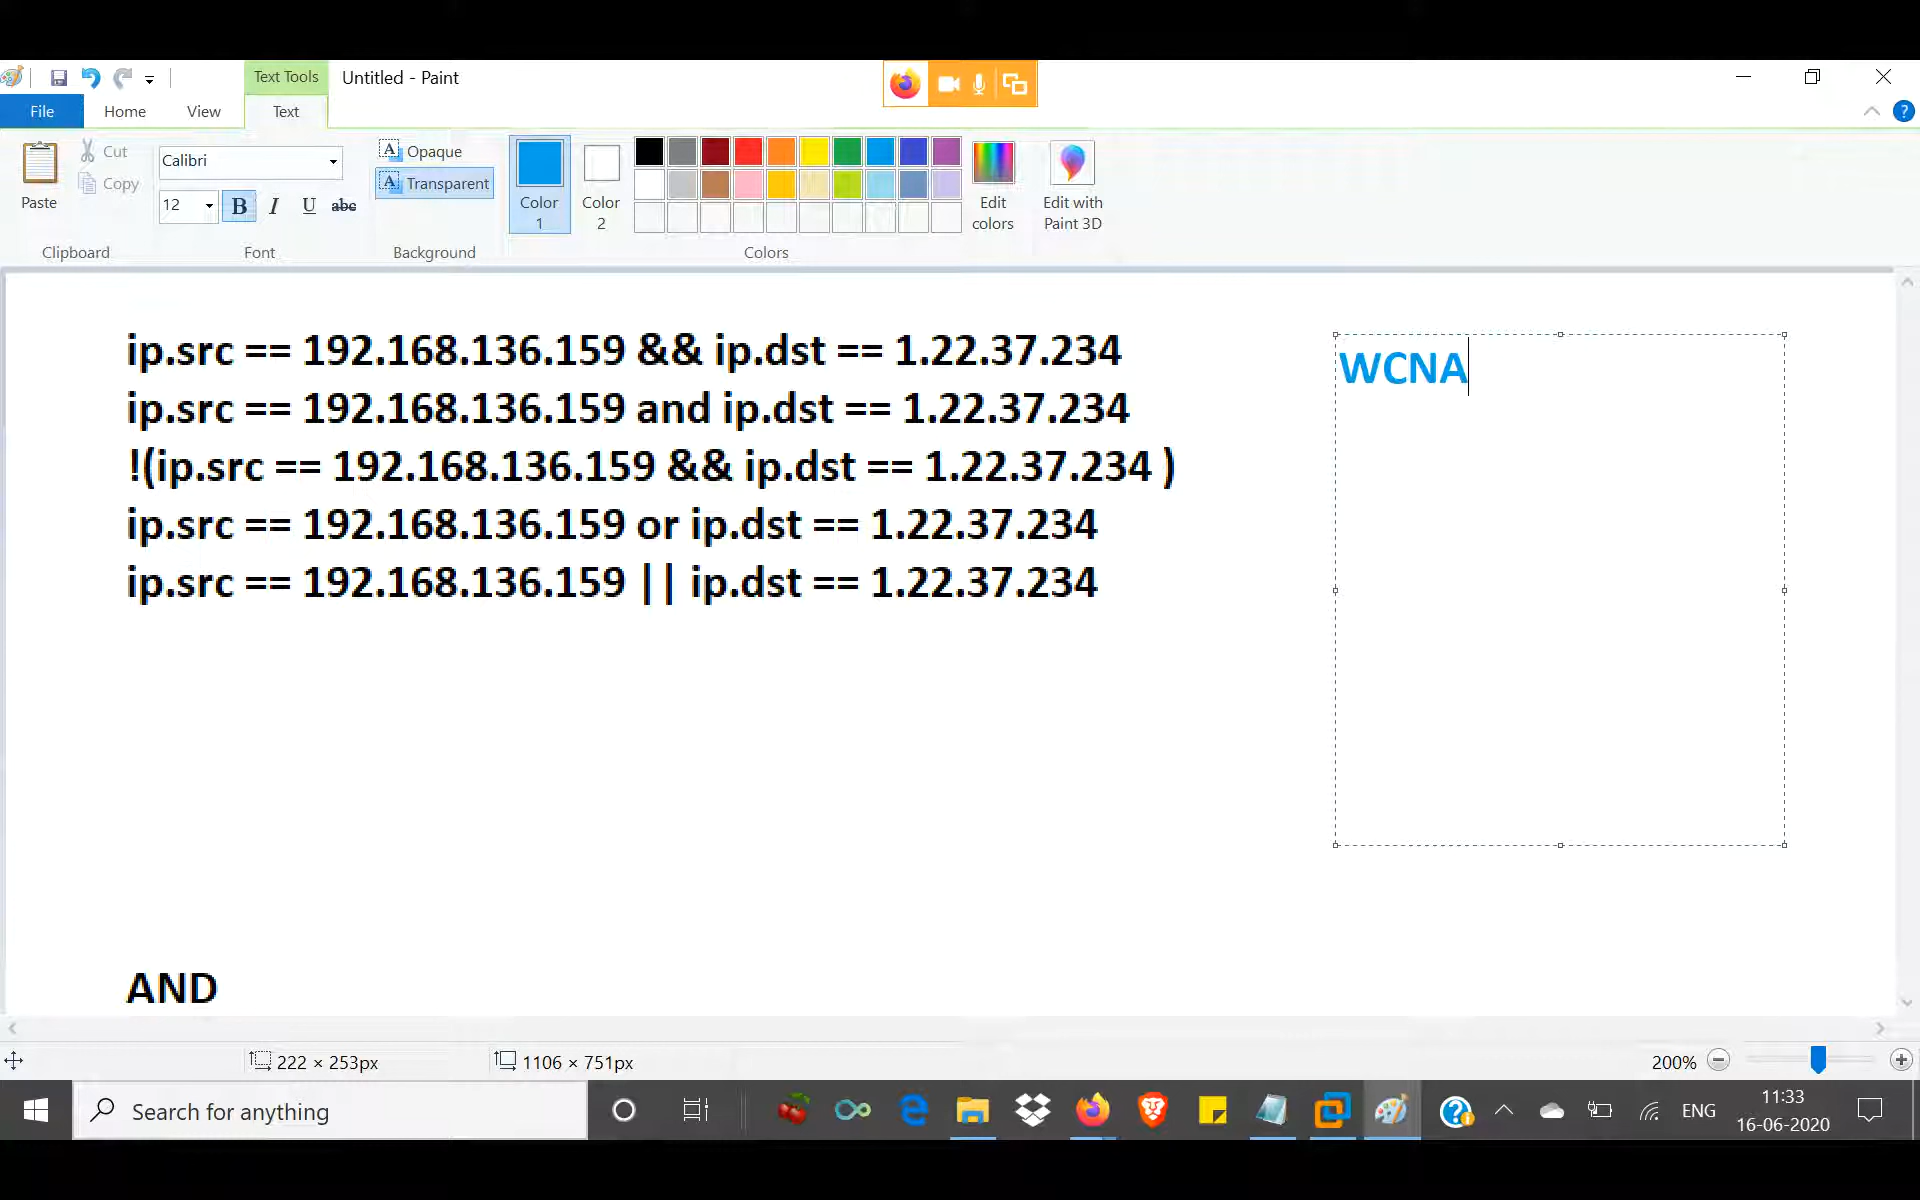 Text Tools
Untitled - Paint
File
Home
View
Text
Paste
Cut
Copy
Clipboard
Calibri
12
B I U abc
Font
A Opaque
A Transparent
Background
Color 1
Color 2
Colors
Edit colors
Edit with Paint 3D
ip.src == 192.168.136.159 && ip.dst == 1.22.37.234
ip.src == 192.168.136.159 and ip.dst == 1.22.37.234
!(ip.src == 192.168.136.159 && ip.dst == 1.22.37.234 )
ip.src == 192.168.136.159 or ip.dst == 1.22.37.234
ip.src == 192.168.136.159 || ip.dst == 1.22.37.234
WCNA
AND
222 × 253px
1106 × 751px
200%
Search for anything
ENG
11:33
16-06-2020